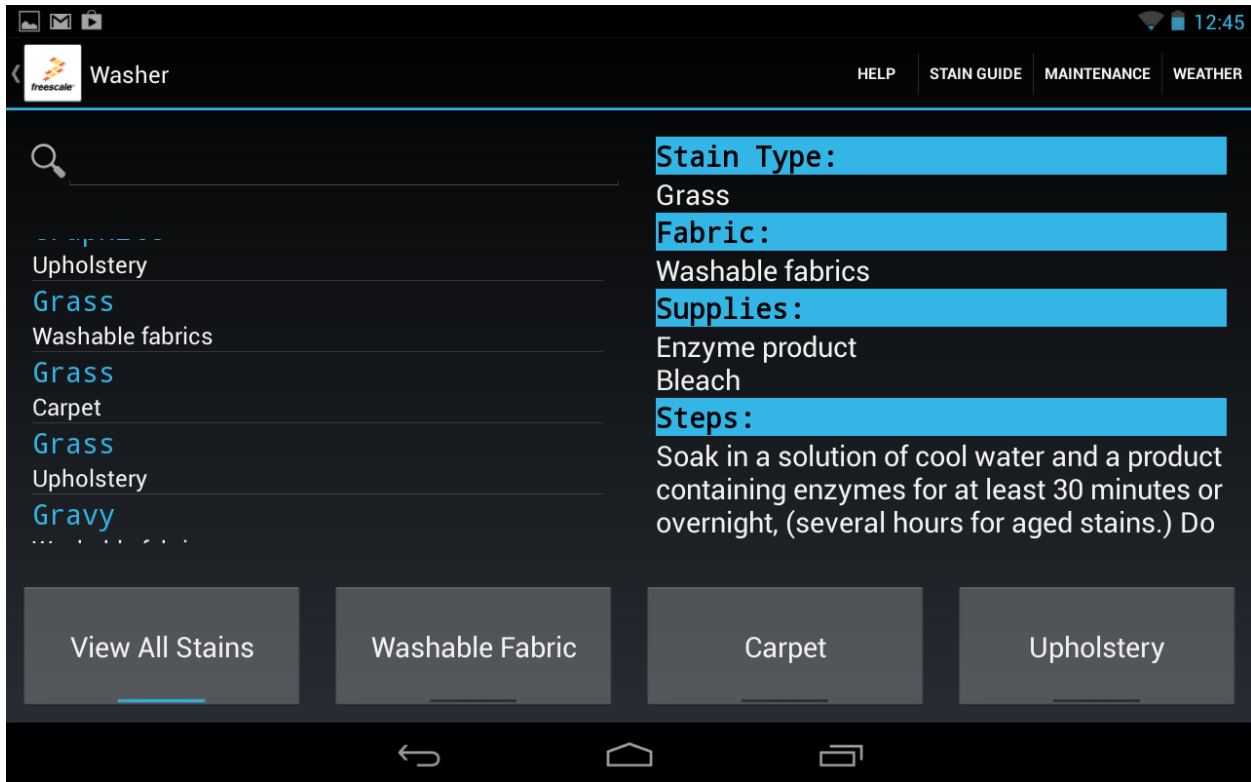 12:45
freescale
Washer
HELP
STAIN GUIDE
MAINTENANCE
WEATHER
Upholstery
Grass
Washable fabrics
Grass
Carpet
Grass
Upholstery
Gravy
Stain Type:
Grass
Fabric:
Washable fabrics
Supplies:
Enzyme product
Bleach
Steps:
Soak in a solution of cool water and a product
containing enzymes for at least 30 minutes or
overnight, (several hours for aged stains.) Do
View All Stains
Washable Fabric
Carpet
Upholstery